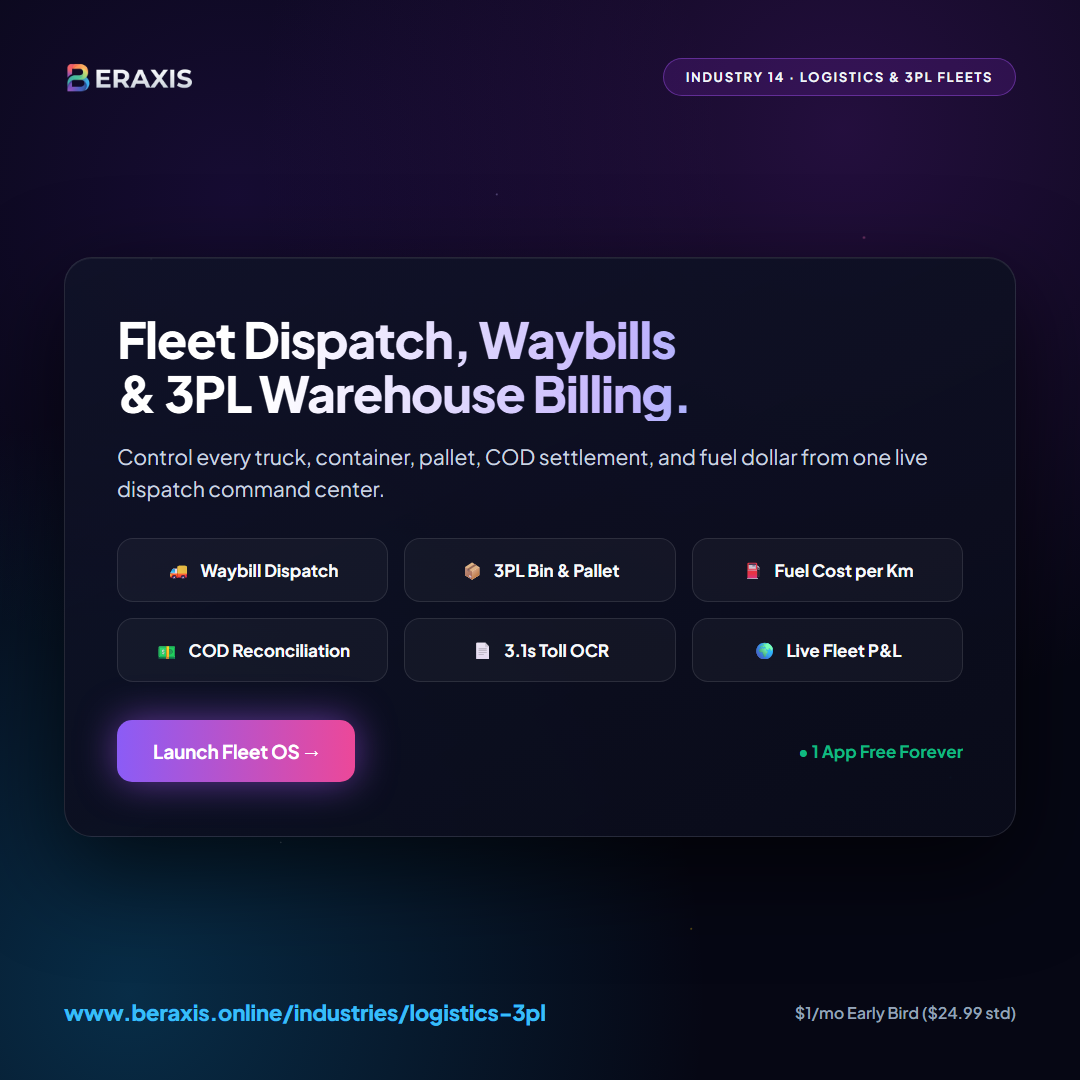 BERAXIS
INDUSTRY 14 · LOGISTICS & 3PL FLEETS
Fleet Dispatch, Waybills
& 3PL Warehouse Billing.
Control every truck, container, pallet, COD settlement, and fuel dollar from one live
dispatch command center.
Waybill Dispatch
3PL Bin & Pallet
Fuel Cost per Km
COD Reconciliation
3.1s Toll OCR
Live Fleet P&L
Launch Fleet OS →
● 1 App Free Forever
www.beraxis.online/industries/logistics-3pl
$1/mo Early Bird ($24.99 std)